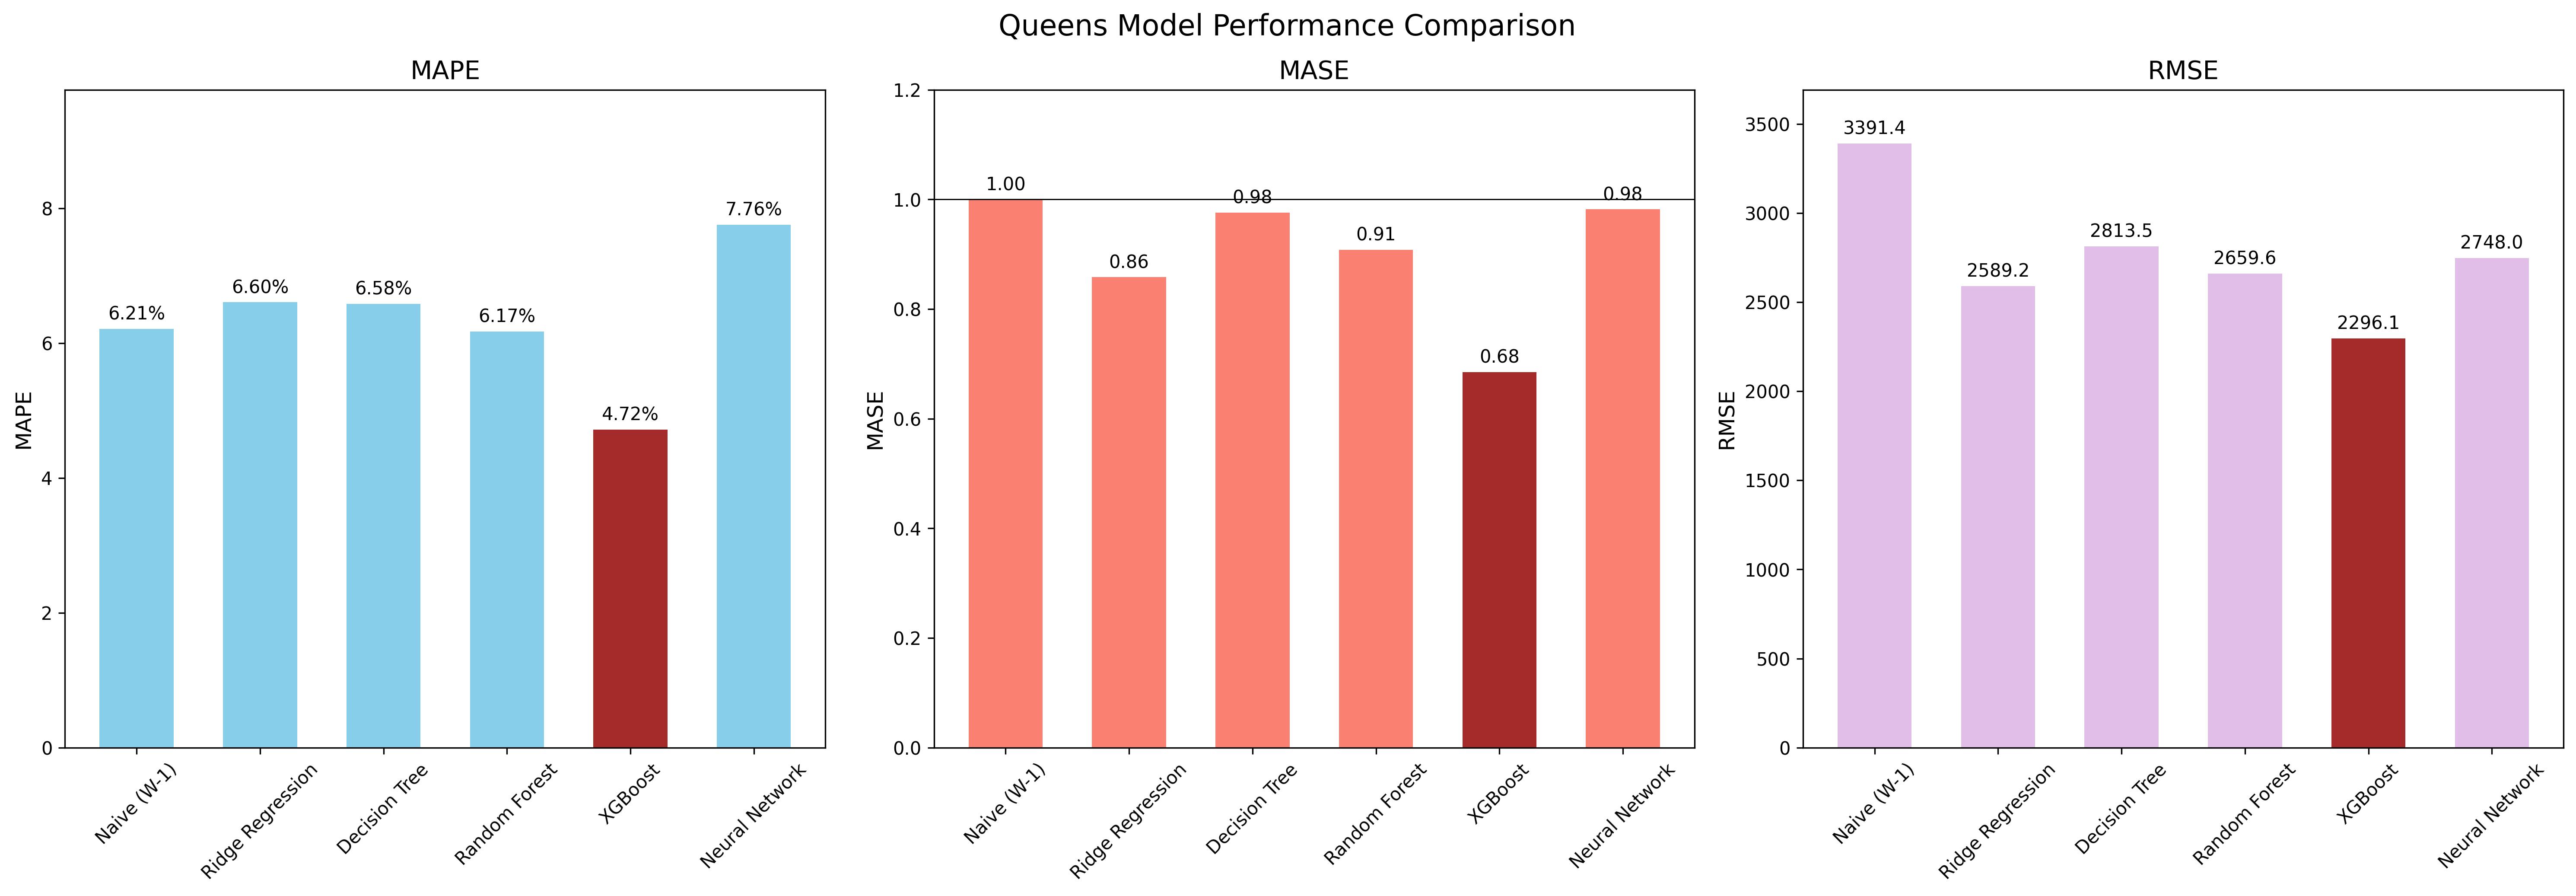 Queens Model Performance Comparison
MAPE
MAPE
8
6
4
2
0
6.21%
6.60%
6.58%
6.17%
4.72%
7.76%
Naive (W-1)
Ridge Regression
Decision Tree
Random Forest
XGBoost
Neural Network
MASE
MASE
1.2
1.0
0.8
0.6
0.4
0.2
0.0
1.00
0.86
0.98
0.91
0.68
0.98
Naive (W-1)
Ridge Regression
Decision Tree
Random Forest
XGBoost
Neural Network
RMSE
RMSE
3500
3000
2500
2000
1500
1000
500
0
3391.4
2589.2
2813.5
2659.6
2296.1
2748.0
Naive (W-1)
Ridge Regression
Decision Tree
Random Forest
XGBoost
Neural Network